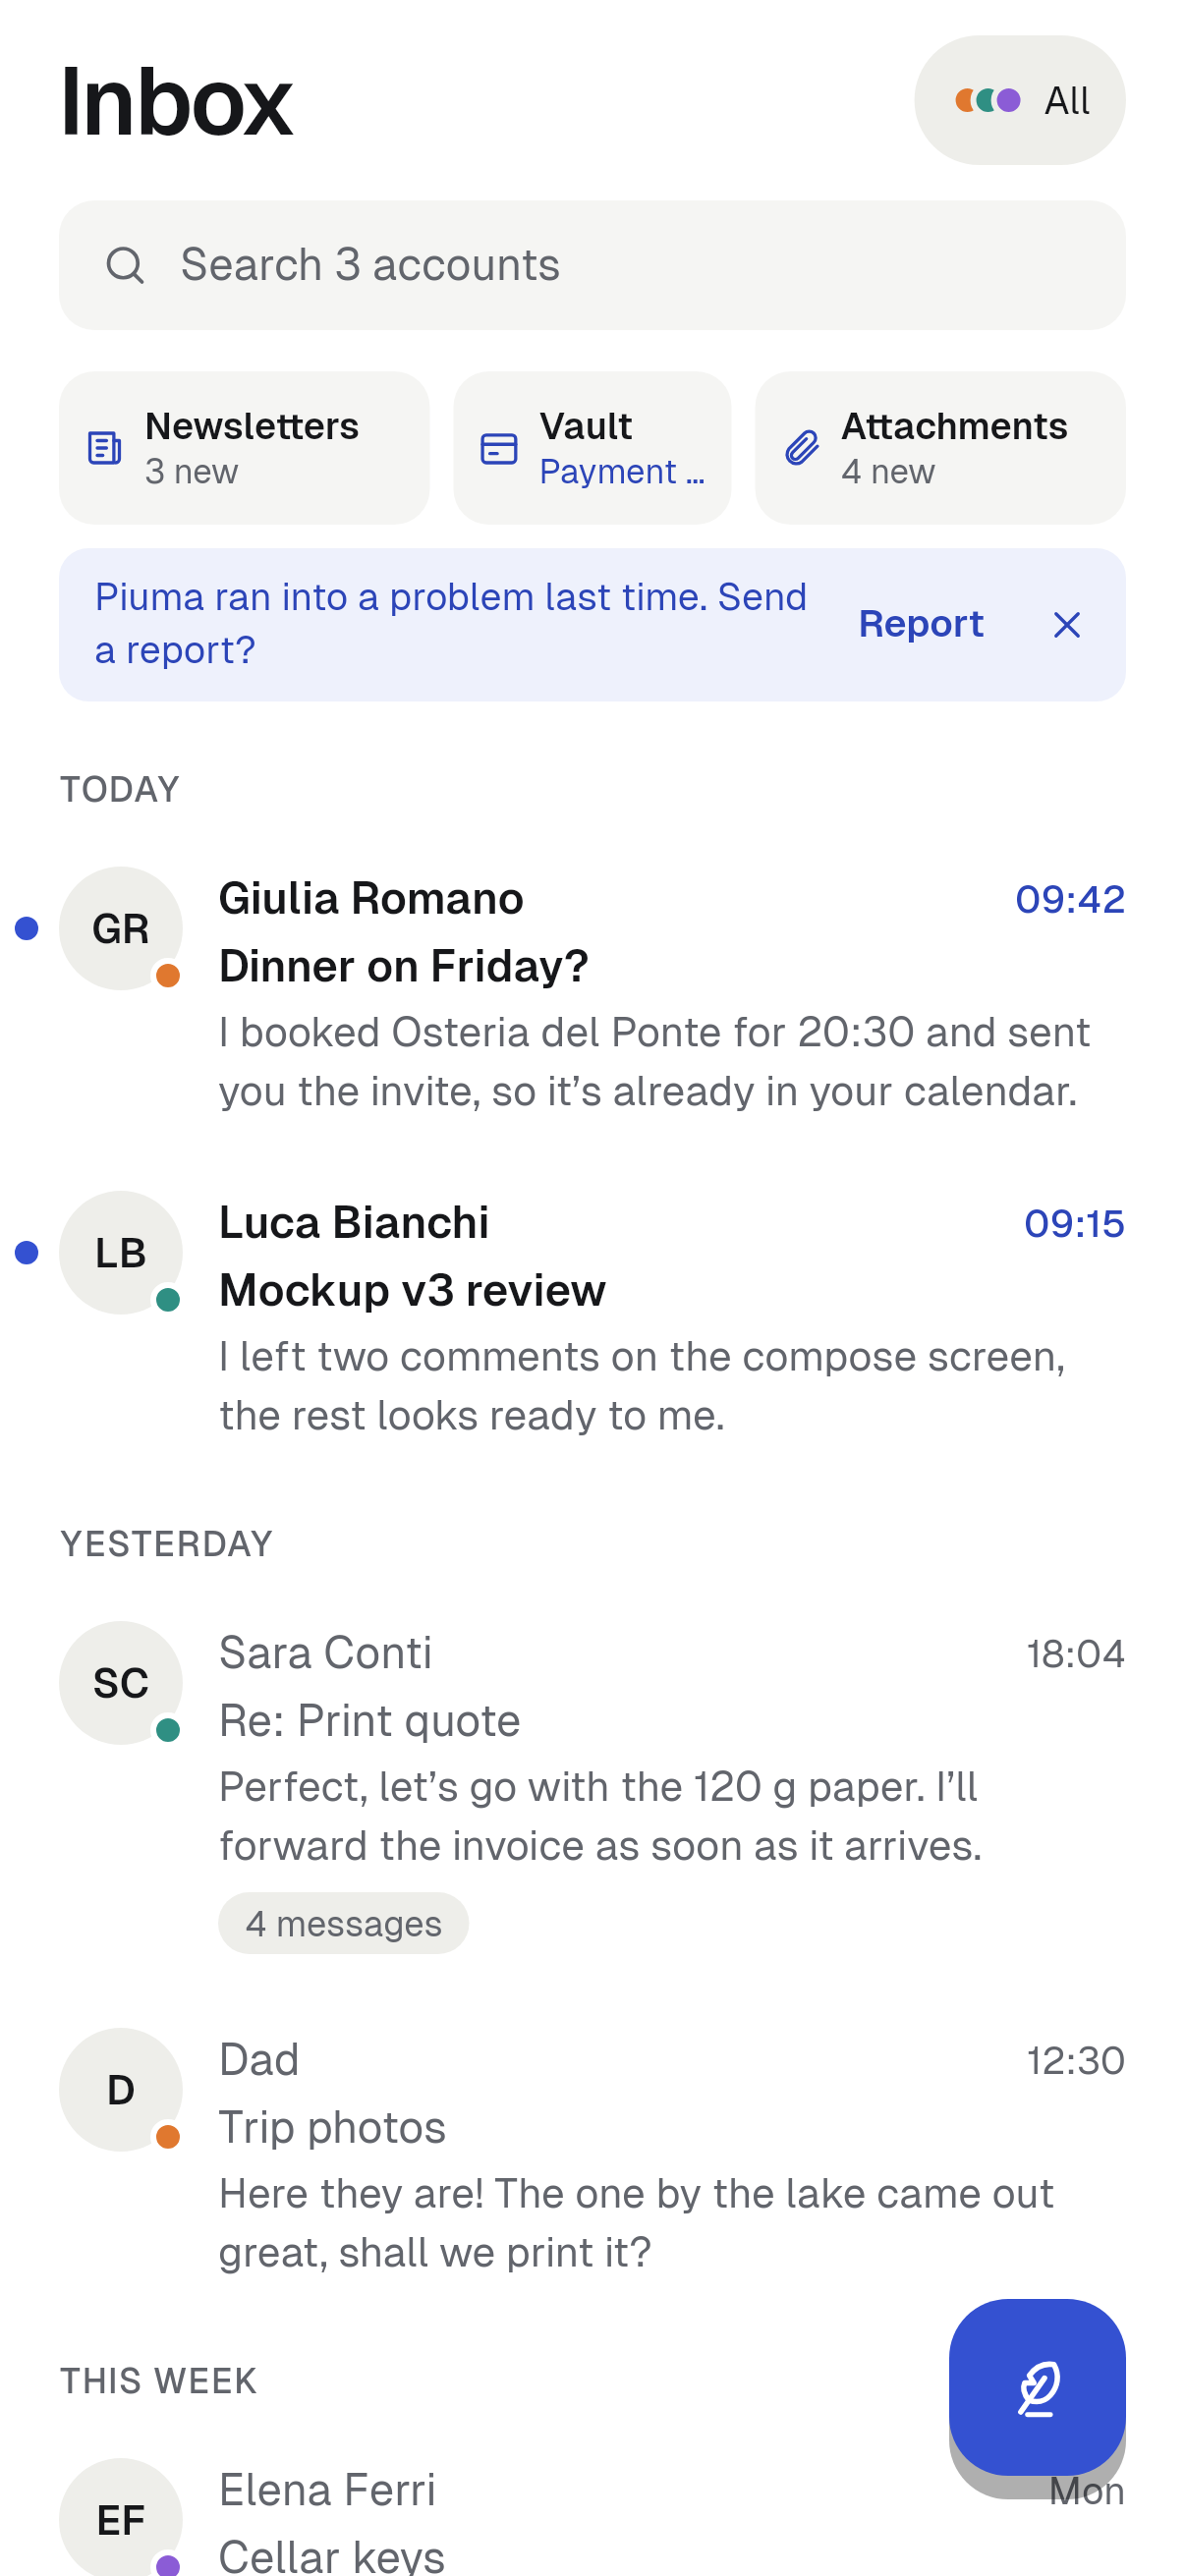 Inbox
All
Search 3 accounts
Newsletters
3 new
Vault
Payment ...
Attachments
4 new
Piuma ran into a problem last time. Send
a report?
Report
TODAY
GR
Giulia Romano
09:42
Dinner on Friday?
I booked Osteria del Ponte for 20:30 and sent
you the invite, so it’s already in your calendar.
LB
Luca Bianchi
09:15
Mockup v3 review
I left two comments on the compose screen,
the rest looks ready to me.
YESTERDAY
SC
Sara Conti
18:04
Re: Print quote
Perfect, let’s go with the 120 g paper. I’ll
forward the invoice as soon as it arrives.
4 messages
D
Dad
12:30
Trip photos
Here they are! The one by the lake came out
great, shall we print it?
THIS WEEK
EF
Elena Ferri
Mon
Cellar keys